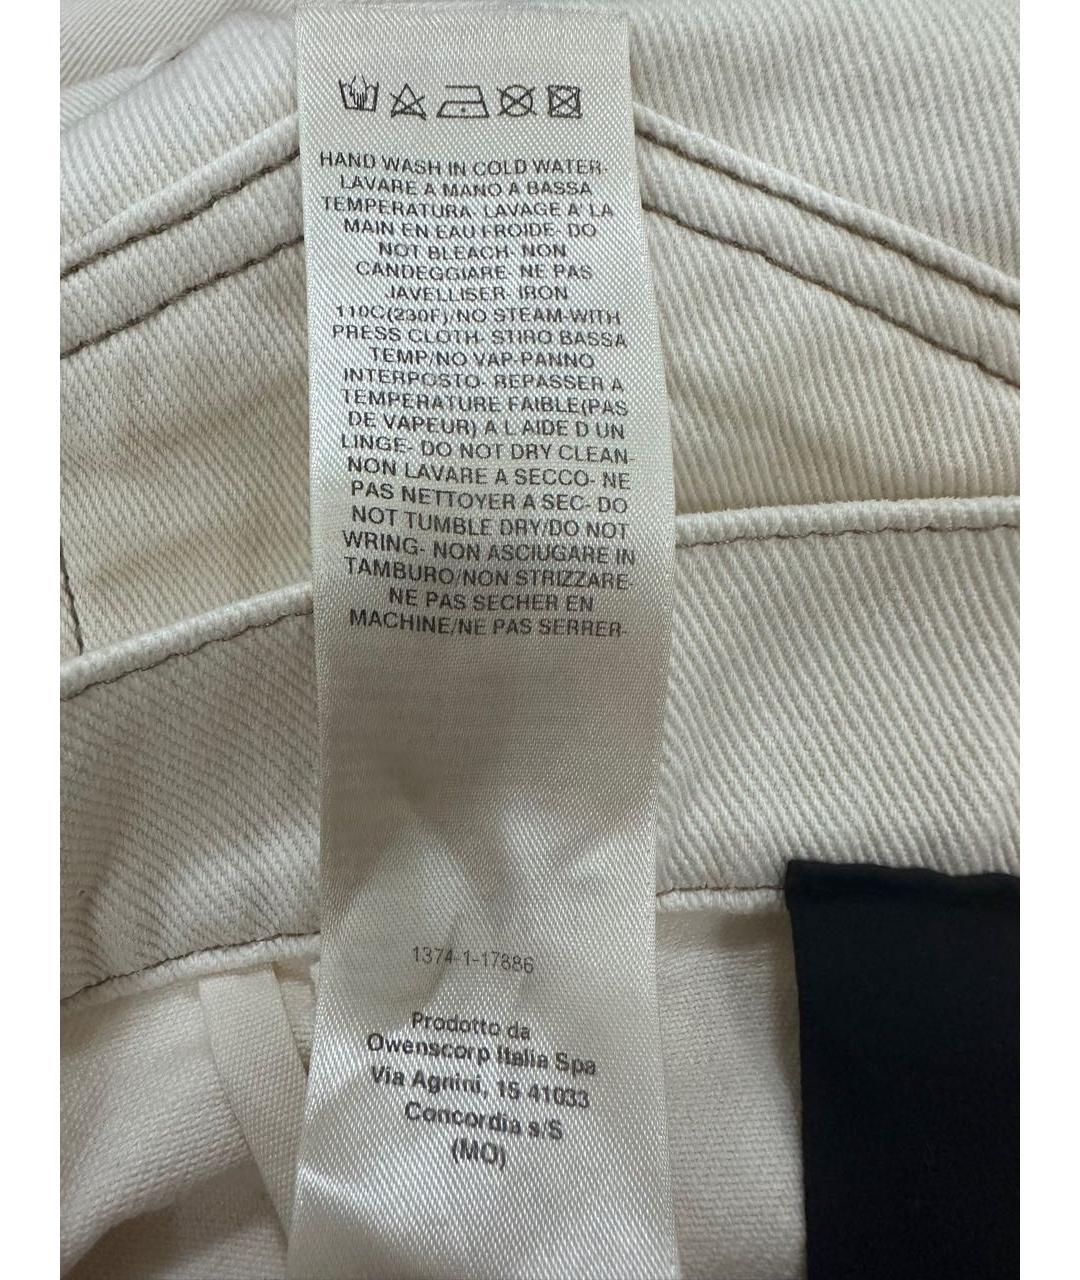 HAND WASH IN COLD WATER-
LAVARE A MANO A BASSA
TEMPERATURA- LAVAGE A' LA
MAIN EN EAU FROIDE- DO
NOT BLEACH- NON
CANDEGGIARE- NE PAS
JAVELLISER- IRON
110C(230F)/NO STEAM-WITH
PRESS CLOTH- STIRO BASSA
TEMP/NO VAP-PANNO
INTERPOSTO- REPASSER A
TEMPERATURE FAIBLE(PAS
DE VAPEUR) A L AIDE D UN
LINGE- DO NOT DRY CLEAN-
NON LAVARE A SECCO- NE
PAS NETTOYER A SEC- DO
NOT TUMBLE DRY/DO NOT
WRING- NON ASCIUGARE IN
TAMBURO/NON STRIZZARE-
NE PAS SECHER EN
MACHINE/NE PAS SERRER-
1374-1-17886
Prodotto da
Owenscorp Italia Spa
Via Agnini, 15 41033
Concordia s/S
(MO)